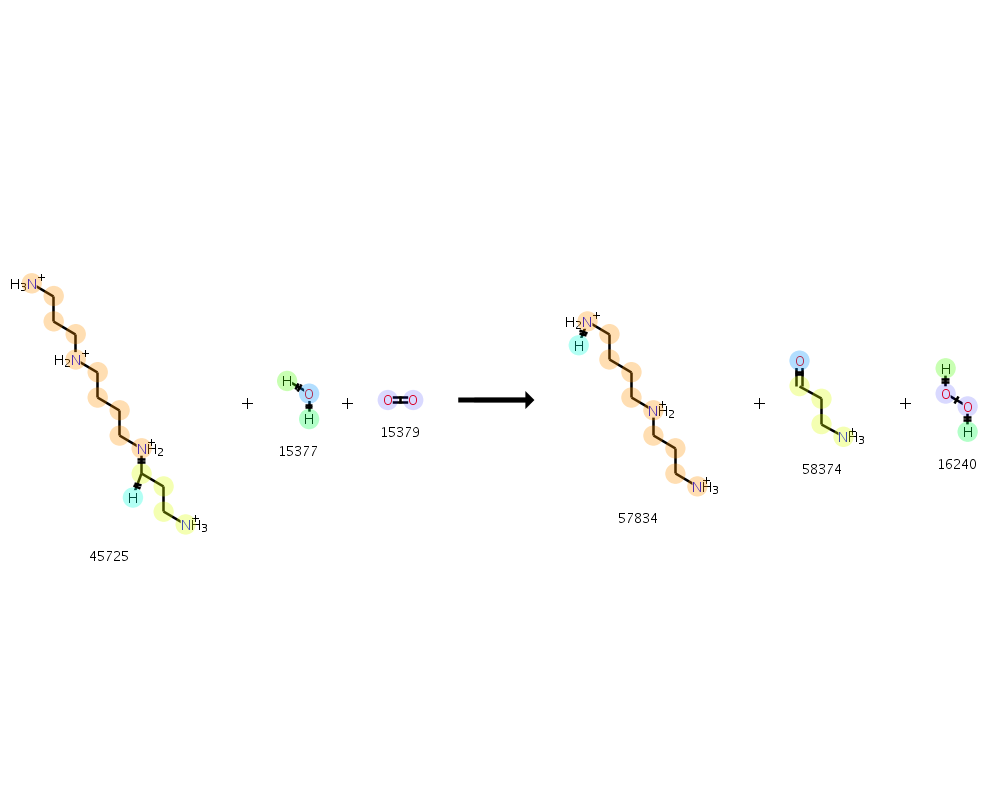 H3N+
H2N+
NH2+
H
NH3+
45725
+
H
O
H
15377
+
O O
15379
H2N+
H
NH2+
NH3+
57834
+
O
NH3+
58374
+
H
O
O
H
16240